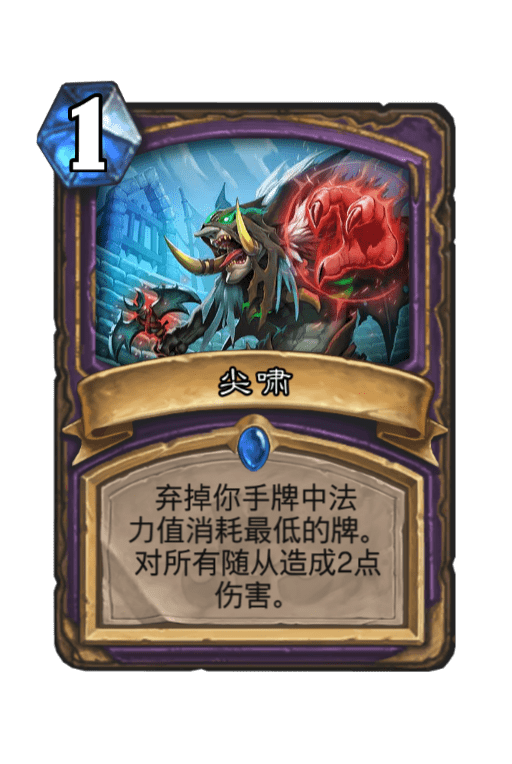 1
尖啸
弃掉你手牌中法
力值消耗最低的牌。
对所有随从造成2点
伤害。